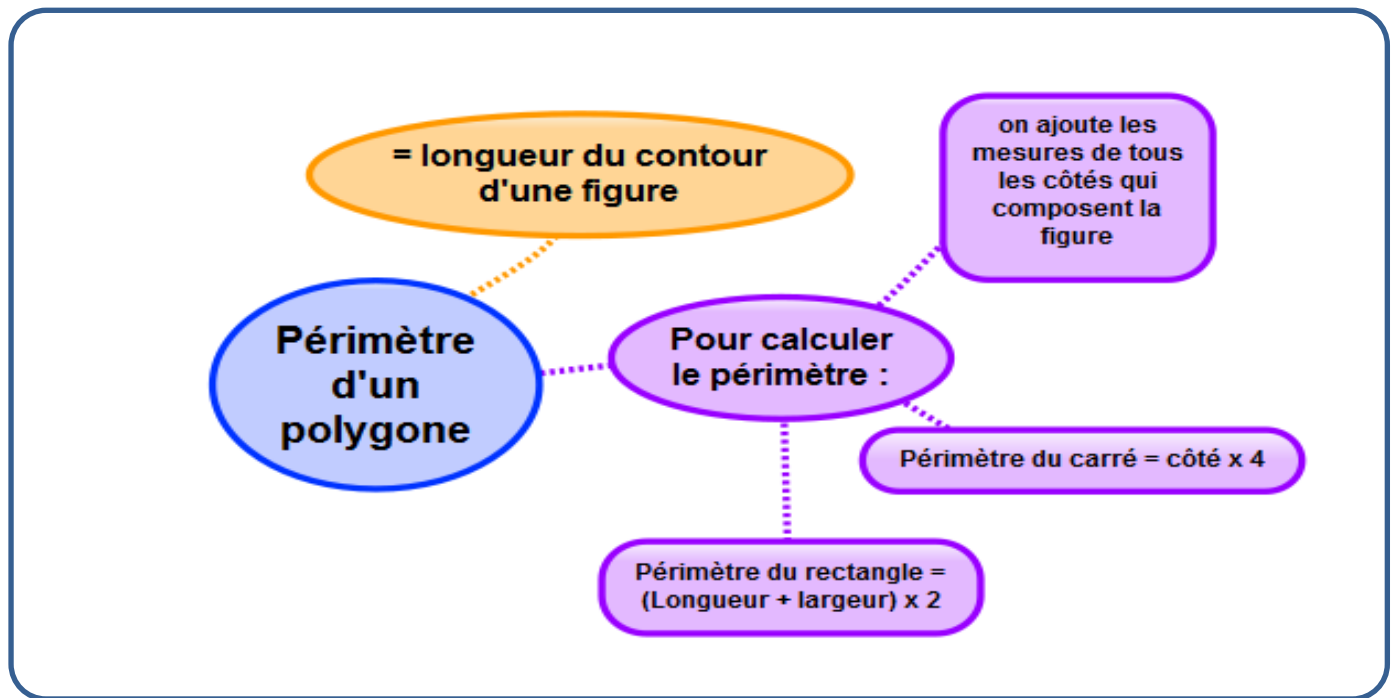 = longueur du contour
d'une figure
on ajoute les
mesures de tous
les côtés qui
composent la
figure
Périmètre
d'un
polygone
Pour calculer
le périmètre :
Périmètre du carré = côté x 4
Périmètre du rectangle =
(Longueur + largeur) x 2